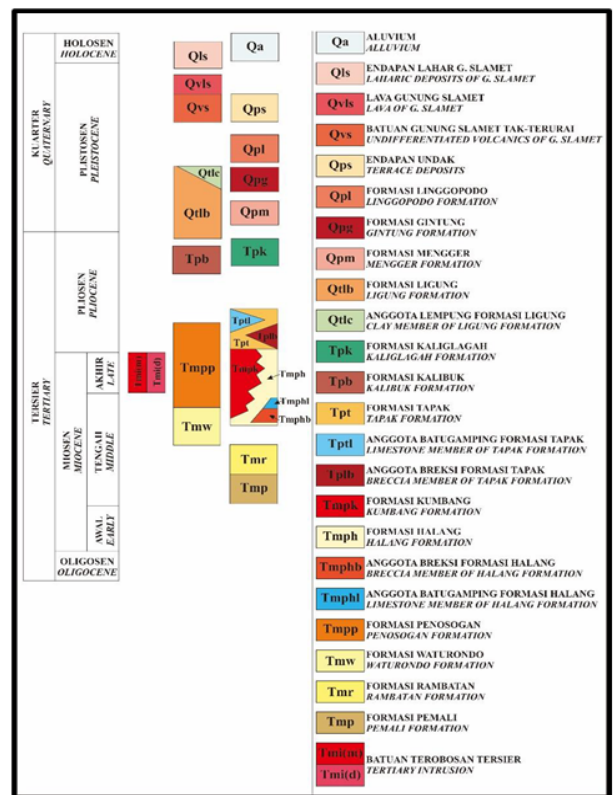 KUARTER
QUATERNARY
HOLOSEN
HOLOCENE
PLISTOSEN
PLEISTOCENE
TERSIER
TERTIARY
PLIOSEN
PLIOCENE
MIOSEN
MIOCENE
AKHIR
LATE
TENGAH
MIDDLE
AWAL
EARLY
OLIGOSEN
OLIGOCENE
Qls
Qa
Qvls
Qvs
Qps
Qpl
Qtlc
Qpg
Qtlb
Qpm
Tpb
Tpk
Tptl
Tplb
Tpt
Tmi(m)
Tmi(d)
Tmpp
Tmpk
Tmph
Tmphl
Tmphb
Tmw
Tmr
Tmp
Qa
ALUVIUM
ALLUVIUM
Qls
ENDAPAN LAHAR G. SLAMET
LAHARIC DEPOSITS OF G. SLAMET
Qvls
LAVA GUNUNG SLAMET
LAVA OF G. SLAMET
Qvs
BATUAN GUNUNG SLAMET TAK-TERURAI
UNDIFFERENTIATED VOLCANICS OF G. SLAMET
Qps
ENDAPAN UNDAK
TERRACE DEPOSITS
Qpl
FORMASI LINGGOPODO
LINGGOPODO FORMATION
Qpg
FORMASI GINTUNG
GINTUNG FORMATION
Qpm
FORMASI MENGGER
MENGGER FORMATION
Qtlb
FORMASI LIGUNG
LIGUNG FORMATION
Qtlc
ANGGOTA LEMPUNG FORMASI LIGUNG
CLAY MEMBER OF LIGUNG FORMATION
Tpk
FORMASI KALIGLAGAH
KALIGLAGAH FORMATION
Tpb
FORMASI KALIBUK
KALIBUK FORMATION
Tpt
FORMASI TAPAK
TAPAK FORMATION
Tptl
ANGGOTA BATUGAMPING FORMASI TAPAK
LIMESTONE MEMBER OF TAPAK FORMATION
Tplb
ANGGOTA BREKSI FORMASI TAPAK
BRECCIA MEMBER OF TAPAK FORMATION
Tmpk
FORMASI KUMBANG
KUMBANG FORMATION
Tmph
FORMASI HALANG
HALANG FORMATION
Tmphb
ANGGOTA BREKSI FORMASI HALANG
BRECCIA MEMBER OF HALANG FORMATION
Tmphl
ANGGOTA BATUGAMPING FORMASI HALANG
LIMESTONE MEMBER OF HALANG FORMATION
Tmpp
FORMASI PENOSOGAN
PENOSOGAN FORMATION
Tmw
FORMASI WATURONDO
WATURONDO FORMATION
Tmr
FORMASI RAMBATAN
RAMBATAN FORMATION
Tmp
FORMASI PEMALI
PEMALI FORMATION
Tmi(m)
Tmi(d)
BATUAN TEROBOSAN TERSIER
TERTIARY INTRUSION